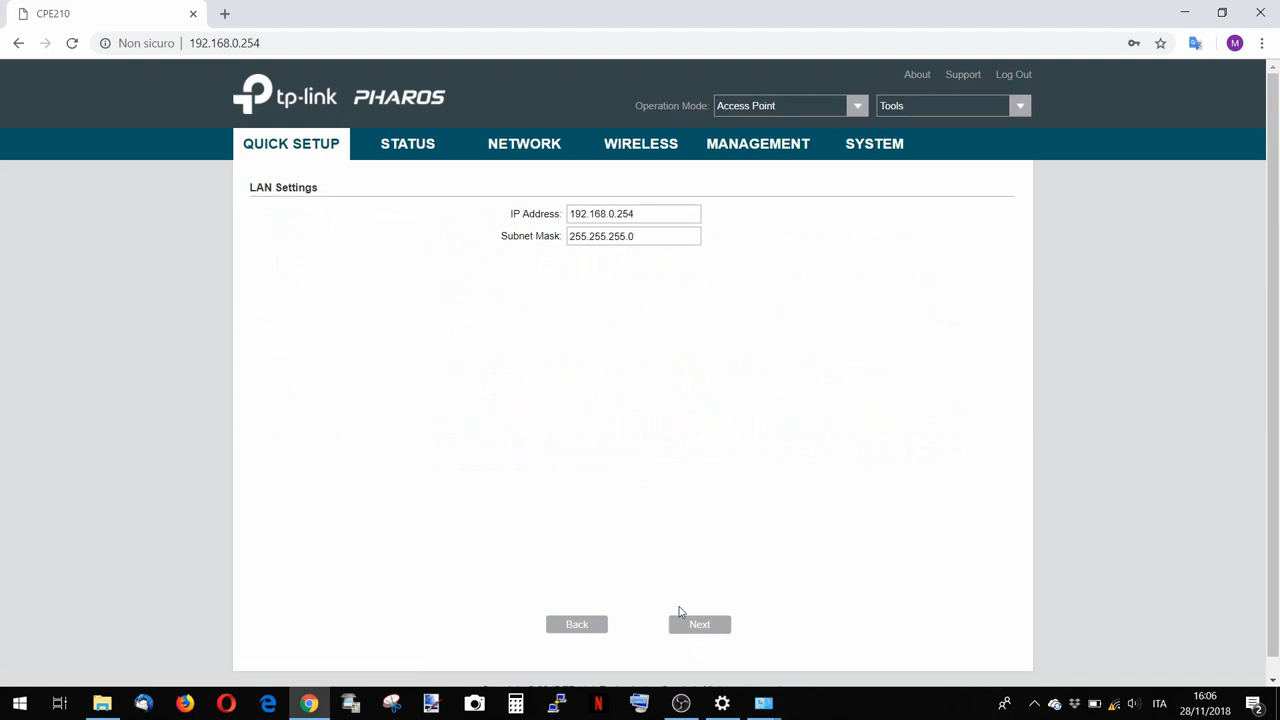 CPE210
Non sicuro | 192.168.0.254
M
About Support Log Out
tp-link PHAROS
Operation Mode: Access Point Tools
QUICK SETUP STATUS NETWORK WIRELESS MANAGEMENT SYSTEM
LAN Settings
IP Address: 192.168.0.254
Subnet Mask: 255.255.255.0
Back Next
16:06
ITA
28/11/2018
2